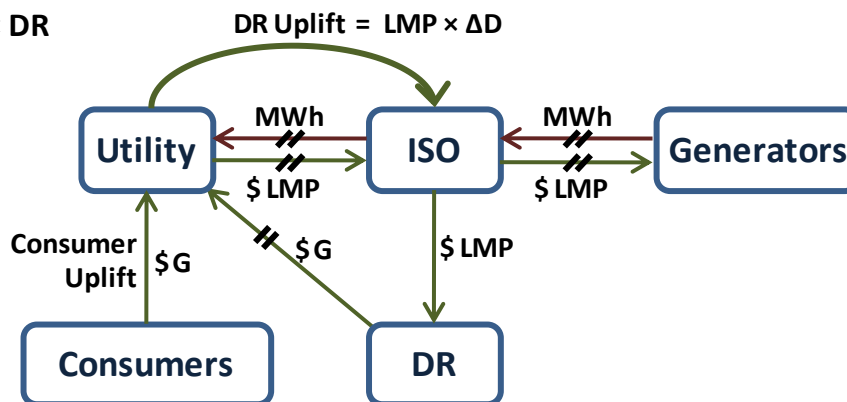 DR
DR Uplift = LMP × ΔD
MWh
MWh
Utility
ISO
Generators
$ LMP
$ LMP
Consumer
Uplift
$ G
$ G
$ LMP
Consumers
DR